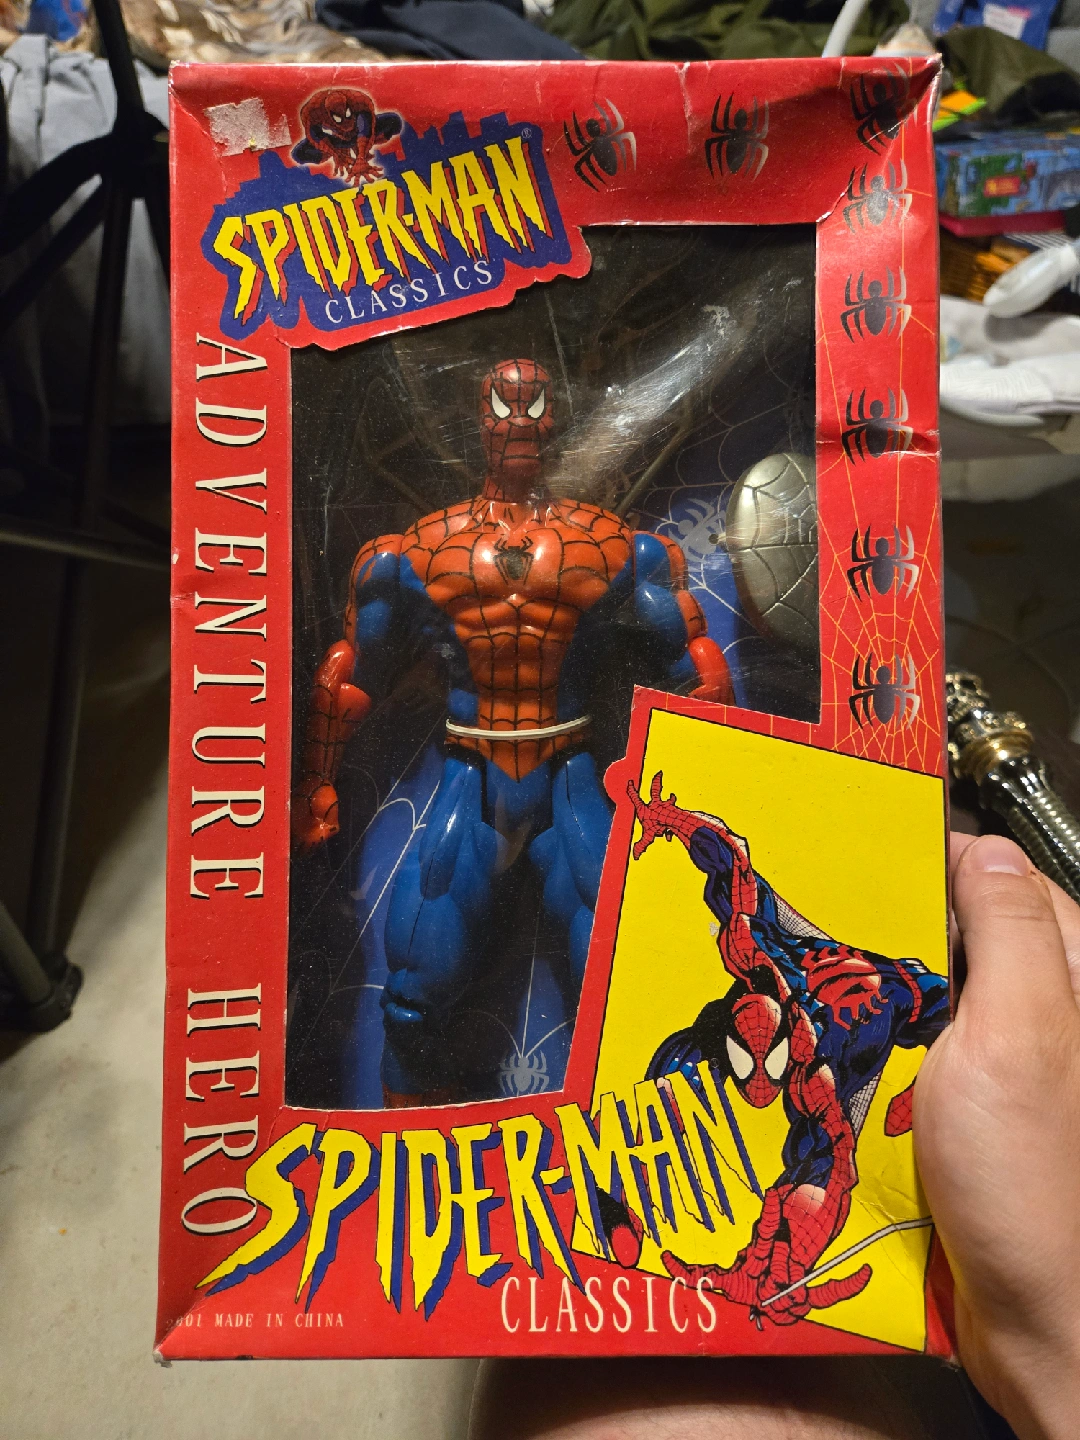 SPIDER-MAN®
CLASSICS
ADVENTURE HERO
SPIDER-MAN
CLASSICS
MADE IN CHINA